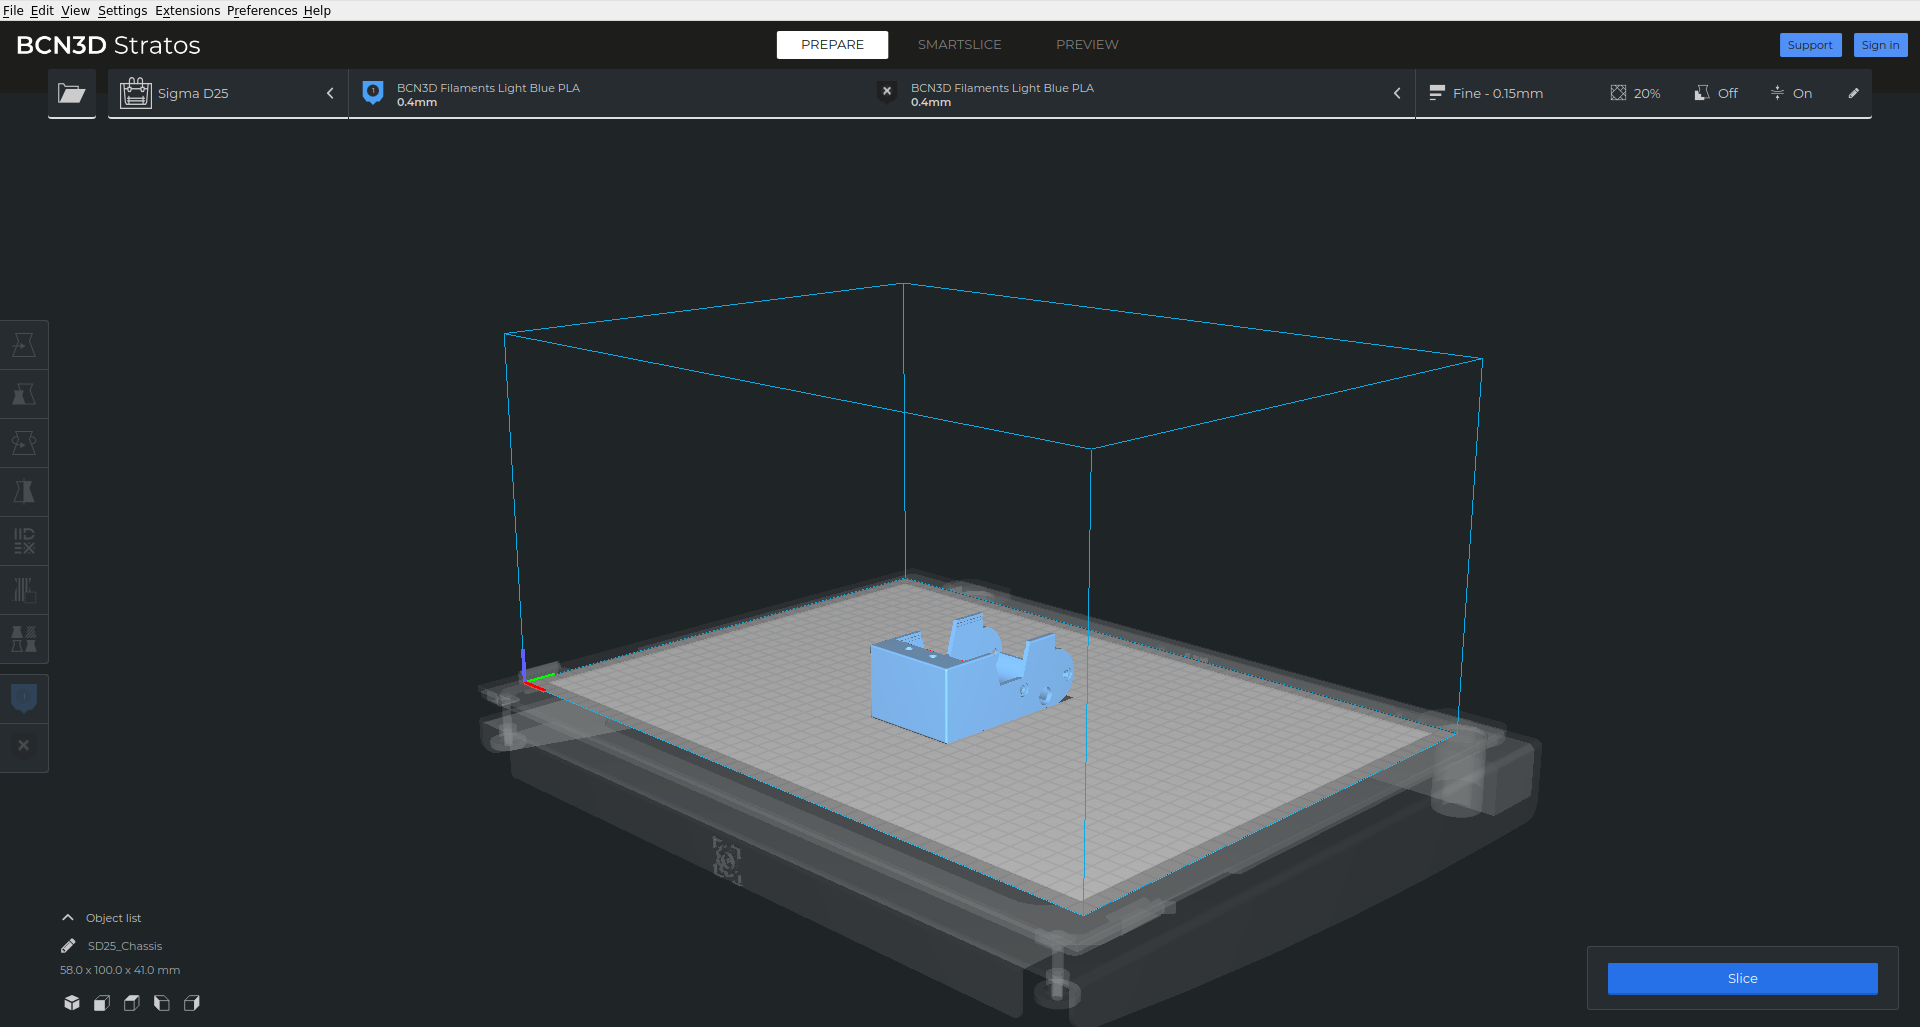 File Edit View Settings Extensions Preferences Help
BCN3D Stratos
PREPARE SMARTSLICE PREVIEW
Support Sign in
Sigma D25
1 BCN3D Filaments Light Blue PLA
0.4mm
BCN3D Filaments Light Blue PLA
0.4mm
Fine - 0.15mm 20% Off On
Object list
SD25_Chassis
58.0 x 100.0 x 41.0 mm
Slice